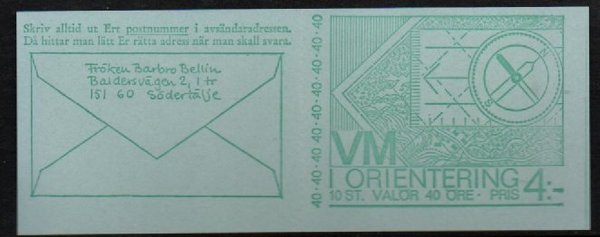 Skriv alltid ut Ert postnummer i avsändaradressen.
Då hittar man lätt Er rätta adress när man skall svara.
Fröken Barbro Bellin
Baldersvägen 2, 1 tr
151 60 Södertälje
40·40·40·40·40·40·40·40·40·40
N
S
VM
I ORIENTERING
10 ST. VALÖR 40 ÖRE · PRIS 4:-